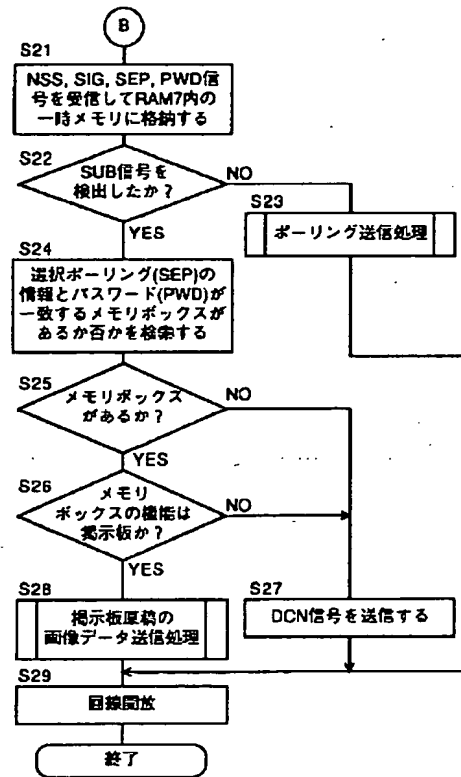 B
S21
NSS, SIG, SEP, PWD信
号を受信してRAM7内の
一時メモリに格納する
S22
SUB信号を
検出したか？
NO
YES
S23
ポーリング送信処理
S24
選択ポーリング(SEP)の
情報とパスワード(PWD)が
一致するメモリボックスが
あるか否かを検索する
S25
メモリボックス
があるか？
NO
YES
S26
メモリ
ボックスの機能は
掲示板か？
NO
YES
S27
DCN信号を送信する
S28
掲示板原稿の
画像データ送信処理
S29
回線開放
終了